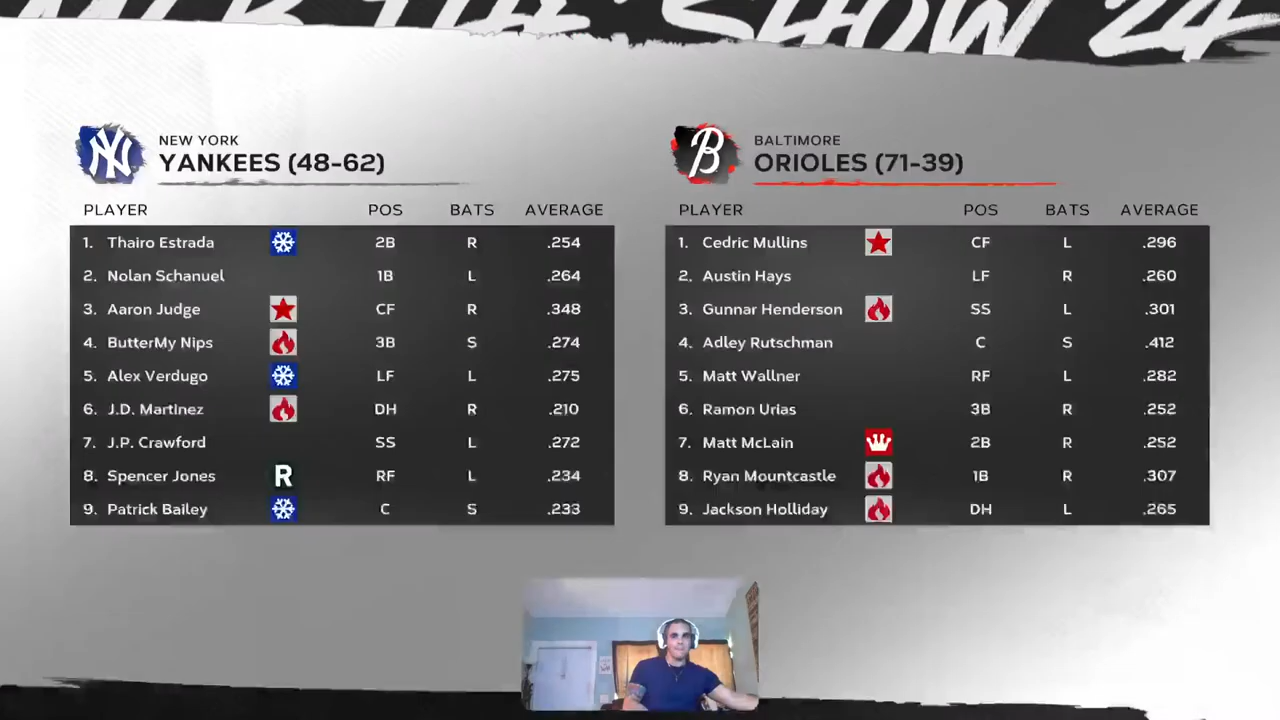 MLB THE SHOW 24
NEW YORK
YANKEES (48-62)
PLAYER POS BATS AVERAGE
1. Thairo Estrada 2B R .254
2. Nolan Schanuel 1B L .264
3. Aaron Judge CF R .348
4. ButterMy Nips 3B S .274
5. Alex Verdugo LF L .275
6. J.D. Martinez DH R .210
7. J.P. Crawford SS L .272
8. Spencer Jones R RF L .234
9. Patrick Bailey C S .233
BALTIMORE
ORIOLES (71-39)
PLAYER POS BATS AVERAGE
1. Cedric Mullins CF L .296
2. Austin Hays LF R .260
3. Gunnar Henderson SS L .301
4. Adley Rutschman C S .412
5. Matt Wallner RF L .282
6. Ramon Urias 3B R .252
7. Matt McLain 2B R .252
8. Ryan Mountcastle 1B R .307
9. Jackson Holliday DH L .265
NY
B